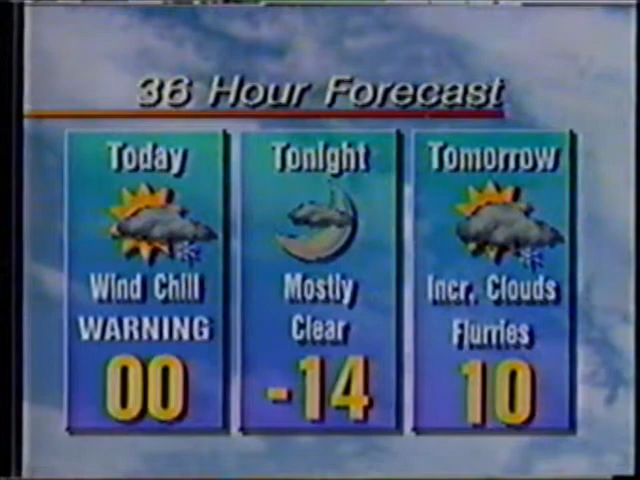 36 Hour Forecast
Today
Wind Chill
WARNING
00
Tonight
Mostly
Clear
-14
Tomorrow
Incr. Clouds
Flurries
10